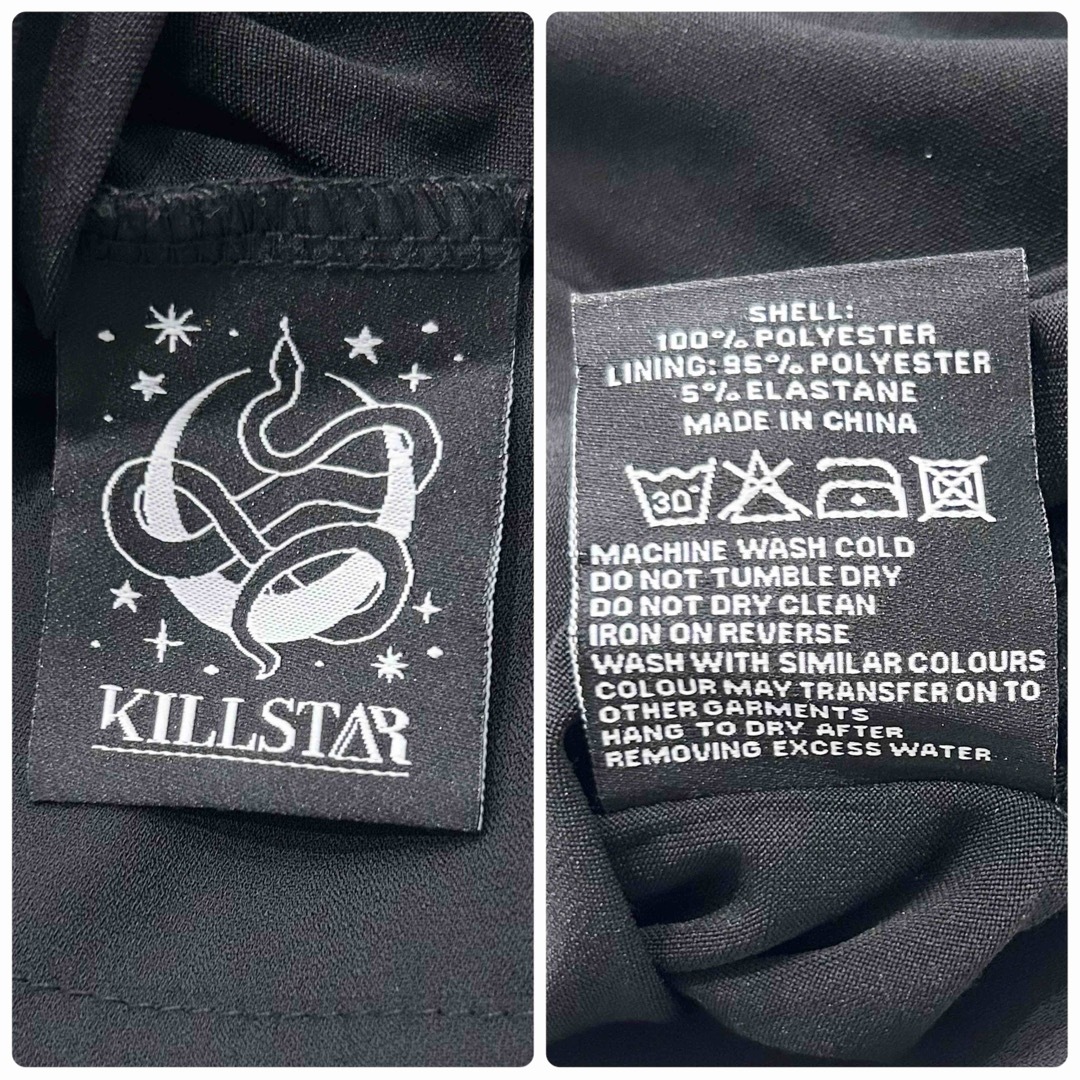 KILLSTAR
SHELL:
100% POLYESTER
LINING: 95% POLYESTER
5% ELASTANE
MADE IN CHINA
30°
MACHINE WASH COLD
DO NOT TUMBLE DRY
DO NOT DRY CLEAN
IRON ON REVERSE
WASH WITH SIMILAR COLOURS
COLOUR MAY TRANSFER ON TO
OTHER GARMENTS
HANG TO DRY AFTER
REMOVING EXCESS WATER